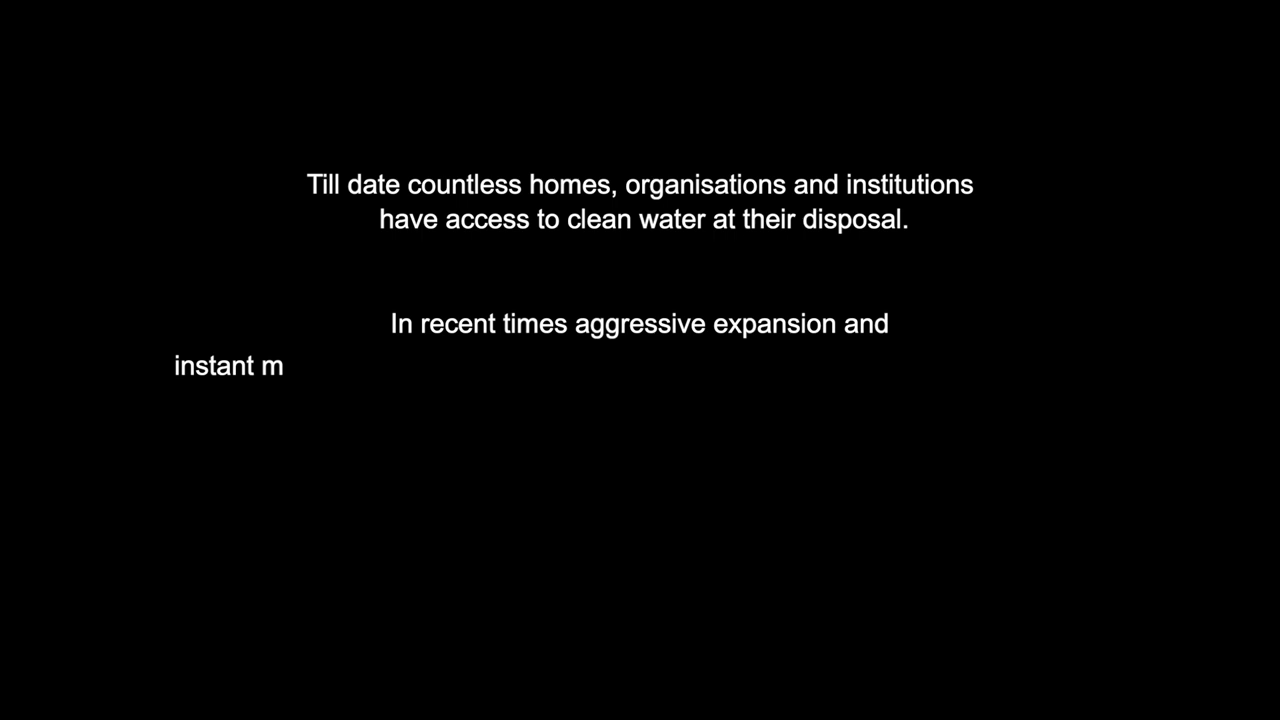 Till date countless homes, organisations and institutions
have access to clean water at their disposal.
In recent times aggressive expansion and
instant m